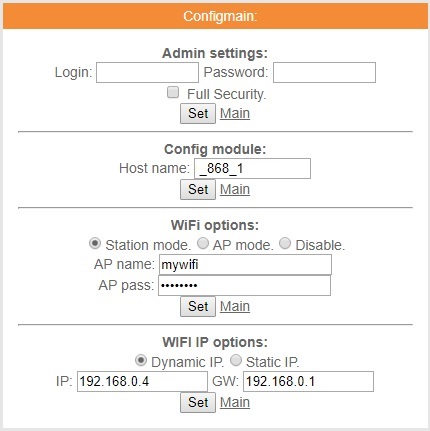 Configmain:
Admin settings:
Login: Password:
Full Security.
Set Main
Config module:
Host name: _868_1
Set Main
WiFi options:
Station mode. AP mode. Disable.
AP name: mywifi
AP pass: ••••••••
Set Main
WIFI IP options:
Dynamic IP. Static IP.
IP: 192.168.0.4 GW: 192.168.0.1
Set Main